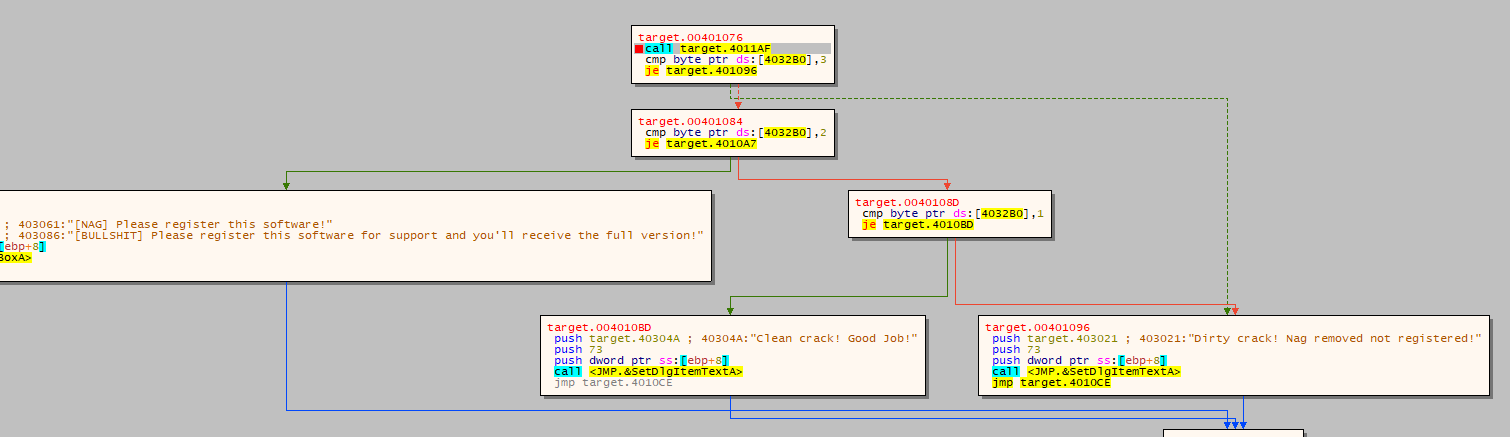 target.00401076
call target.4011AF
cmp byte ptr ds:[4032B0],3
je target.401096
target.00401084
cmp byte ptr ds:[4032B0],2
je target.4010A7
; 403061:"[NAG] Please register this software!"
; 403086:"[BULLSHIT] Please register this software for support and you'll receive the full version!"
[ebp+8]
BoxA>
target.0040108D
cmp byte ptr ds:[4032B0],1
je target.4010BD
target.004010BD
push target.40304A ; 40304A:"Clean crack! Good Job!"
push 73
push dword ptr ss:[ebp+8]
call <JMP.&SetDlgItemTextA>
jmp target.4010CE
target.00401096
push target.403021 ; 403021:"Dirty crack! Nag removed not registered!"
push 73
push dword ptr ss:[ebp+8]
call <JMP.&SetDlgItemTextA>
jmp target.4010CE